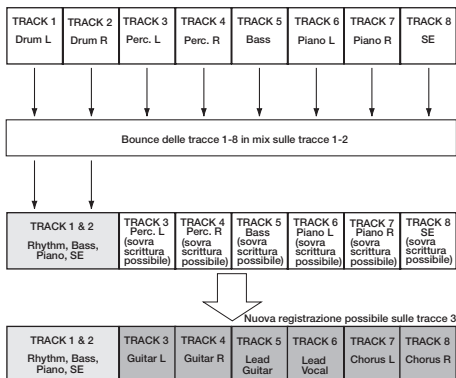 TRACK 1 TRACK 2 TRACK 3 TRACK 4 TRACK 5 TRACK 6 TRACK 7 TRACK 8
Drum L Drum R Perc. L Perc. R Bass Piano L Piano R SE
Bounce delle tracce 1-8 in mix sulle tracce 1-2
TRACK 1 & 2
Rhythm, Bass,
Piano, SE
TRACK 3
Perc. L
(sovra
scrittura
possibile)
TRACK 4
Perc. R
(sovra
scrittura
possibile)
TRACK 5
Bass
(sovra
scrittura
possibile)
TRACK 6
Piano L
(sovra
scrittura
possibile)
TRACK 7
Piano R
(sovra
scrittura
possibile)
TRACK 8
SE
(sovra
scrittura
possibile)
Nuova registrazione possibile sulle tracce 3
TRACK 1 & 2
Rhythm, Bass,
Piano, SE
TRACK 3
Guitar L
TRACK 4
Guitar R
TRACK 5
Lead
Guitar
TRACK 6
Lead
Vocal
TRACK 7
Chorus L
TRACK 8
Chorus R